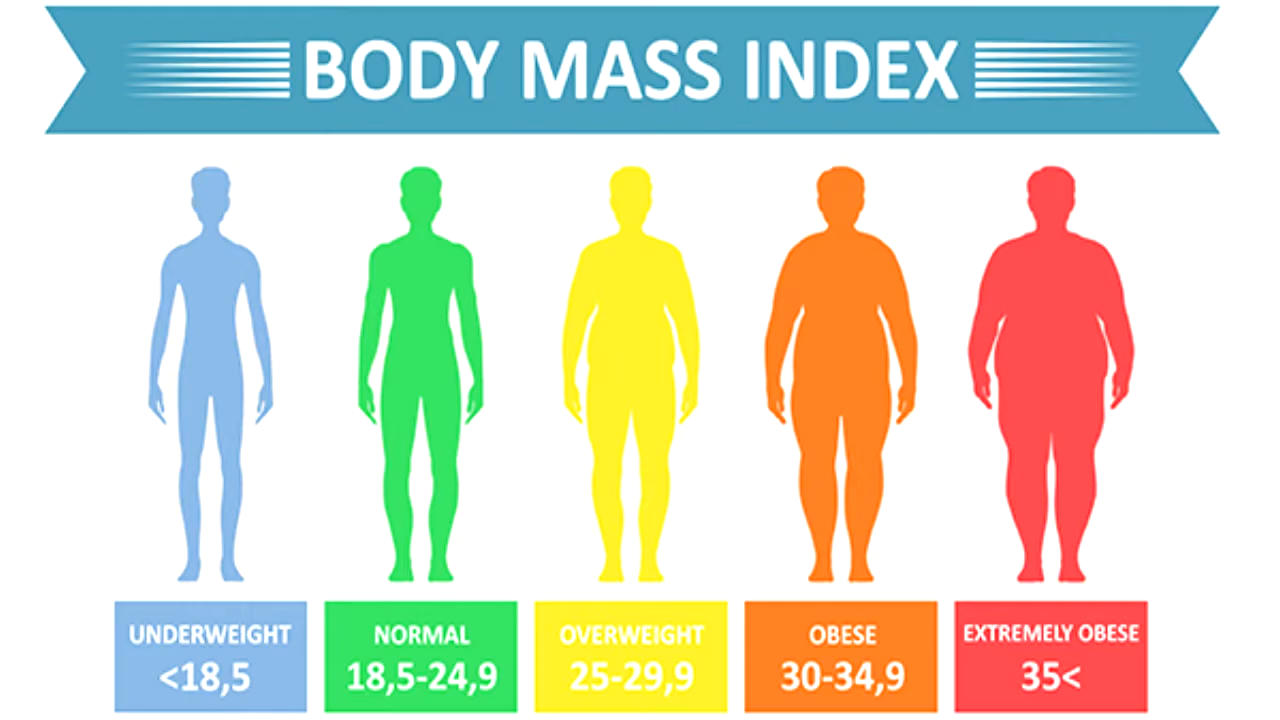 BODY MASS INDEX
UNDERWEIGHT
<18,5
NORMAL
18,5-24,9
OVERWEIGHT
25-29,9
OBESE
30-34,9
EXTREMELY OBESE
35<